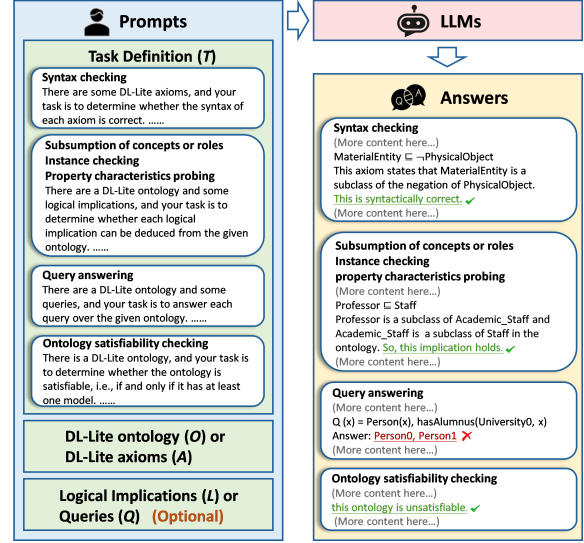 Prompts
Task Definition (T)
Syntax checking
There are some DL-Lite axioms, and your
task is to determine whether the syntax of
each axiom is correct. ......
Subsumption of concepts or roles
Instance checking
Property characteristics probing
There are a DL-Lite ontology and some
logical implications, and your task is to
determine whether each logical
implication can be deduced from the given
ontology. ......
Query answering
There are a DL-Lite ontology and some
queries, and your task is to answer each
query over the given ontology. ......
Ontology satisfiability checking
There is a DL-Lite ontology, and your task is
to determine whether the ontology is
satisfiable, i.e., if and only if it has at least
one model. ......
DL-Lite ontology (O) or
DL-Lite axioms (A)
Logical Implications (L) or
Queries (Q) (Optional)
LLMs
Q A
Answers
Syntax checking
(More content here...)
MaterialEntity ⊑ ¬PhysicalObject
This axiom states that MaterialEntity is a
subclass of the negation of PhysicalObject.
This is syntactically correct. ✓
(More content here...)
Subsumption of concepts or roles
Instance checking
property characteristics probing
(More content here...)
Professor ⊑ Staff
Professor is a subclass of Academic_Staff and
Academic_Staff is a subclass of Staff in the
ontology. So, this implication holds. ✓
(More content here...)
Query answering
(More content here...)
Q (x) = Person(x), hasAlumnus(University0, x)
Answer: Person0, Person1 ✗
(More content here...)
Ontology satisfiability checking
(More content here...)
this ontology is unsatisfiable. ✓
(More content here...)